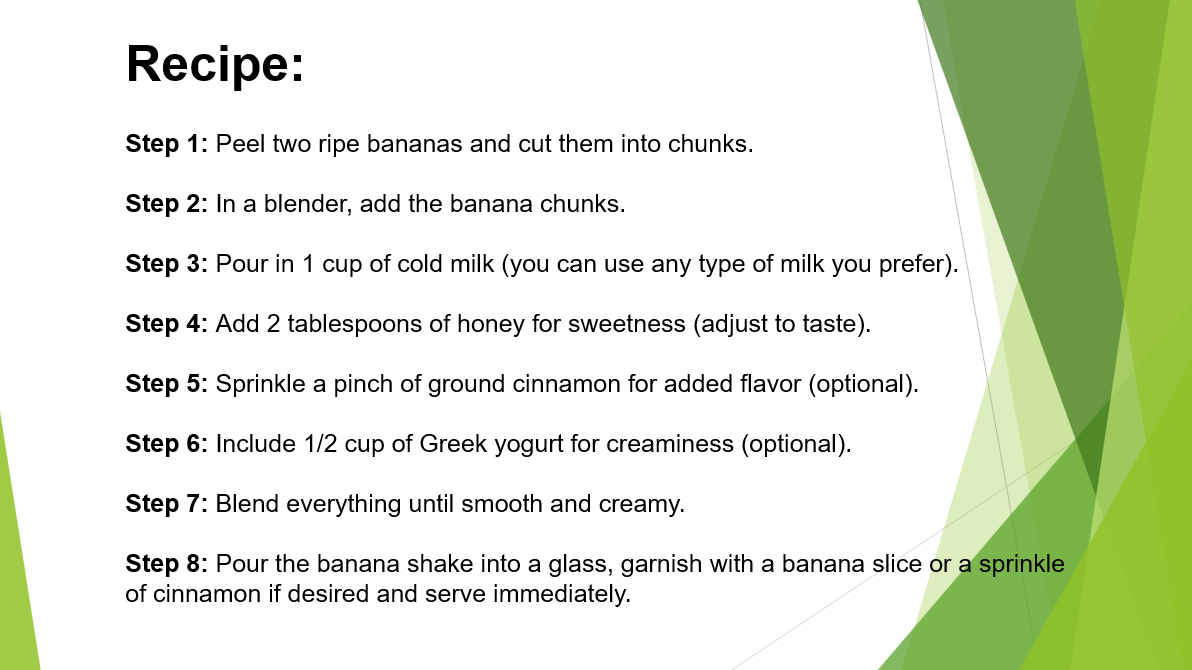 Recipe:
Step 1: Peel two ripe bananas and cut them into chunks.
Step 2: In a blender, add the banana chunks.
Step 3: Pour in 1 cup of cold milk (you can use any type of milk you prefer).
Step 4: Add 2 tablespoons of honey for sweetness (adjust to taste).
Step 5: Sprinkle a pinch of ground cinnamon for added flavor (optional).
Step 6: Include 1/2 cup of Greek yogurt for creaminess (optional).
Step 7: Blend everything until smooth and creamy.
Step 8: Pour the banana shake into a glass, garnish with a banana slice or a sprinkle
of cinnamon if desired and serve immediately.